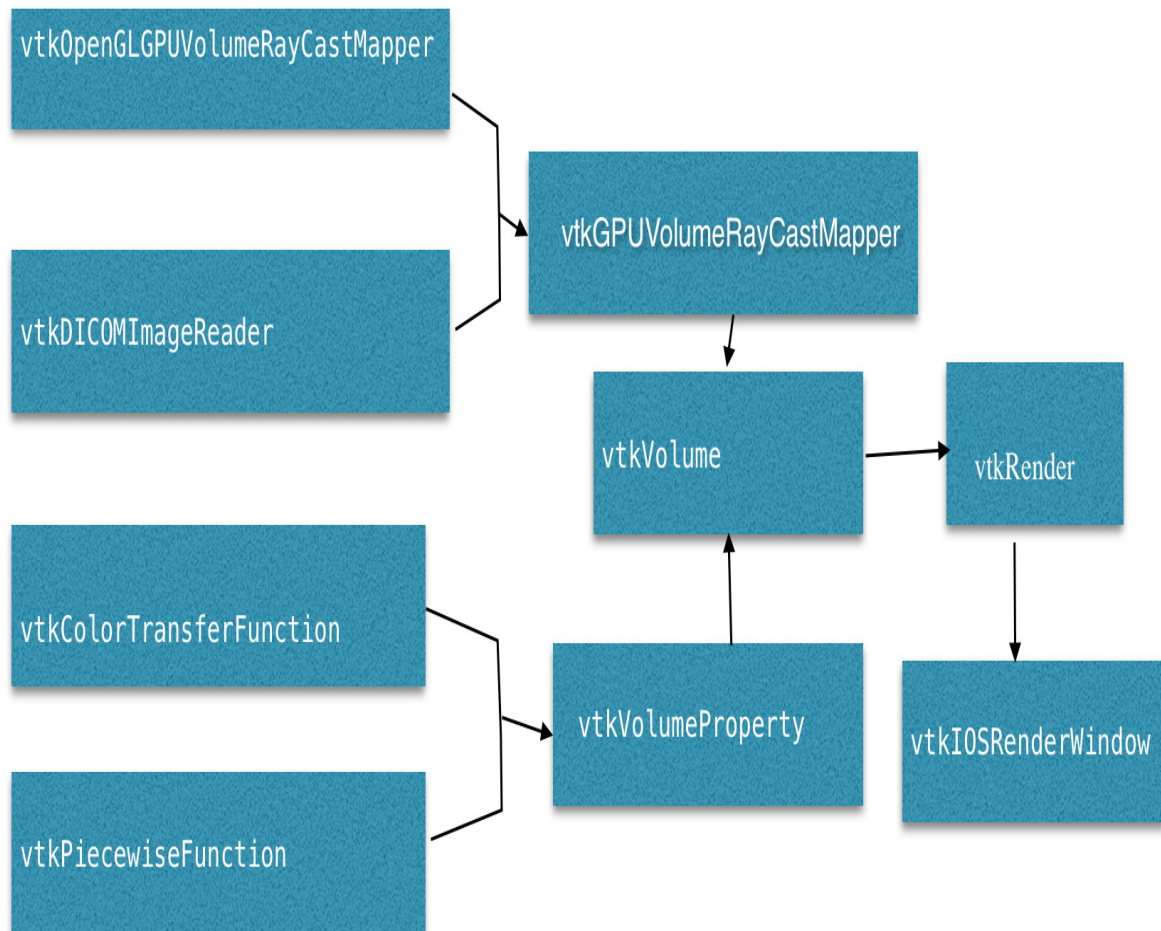 vtkOpenGLGPUVolumeRayCastMapper
vtkGPUVolumeRayCastMapper
vtkDICOMImageReader
vtkVolume
vtkRender
vtkColorTransferFunction
vtkVolumeProperty
vtkIOSRenderWindow
vtkPiecewiseFunction